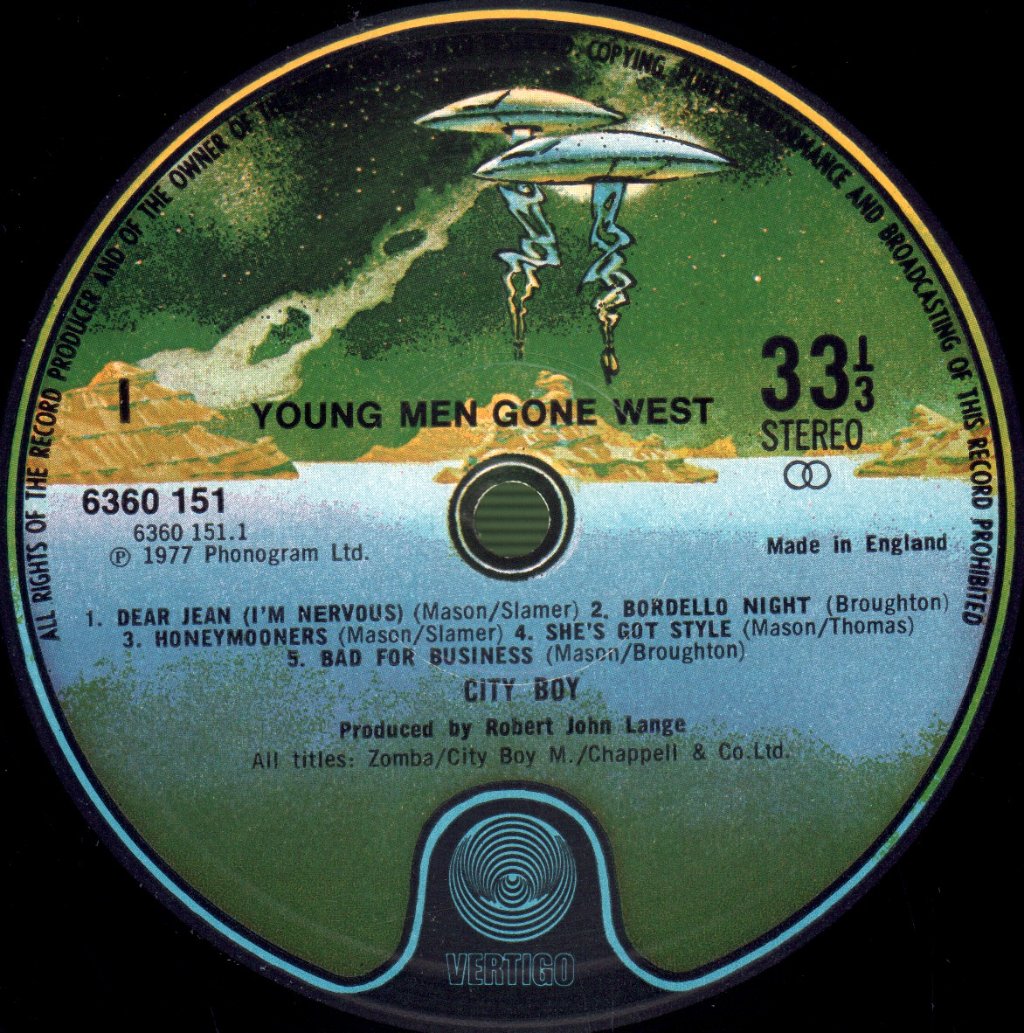 ALL RIGHTS OF THE RECORD PRODUCER AND OF THE OWNER OF THE
COPYING, PUBLIC PERFORMANCE AND BROADCASTING OF THIS RECORD PROHIBITED
33⅓
I
YOUNG MEN GONE WEST
STEREO
6360 151
6360 151.1
℗ 1977 Phonogram Ltd.
Made in England
1. DEAR JEAN (I'M NERVOUS) (Mason/Slamer) 2. BORDELLO NIGHT (Broughton)
3. HONEYMOONERS (Mason/Slamer) 4. SHE'S GOT STYLE (Mason/Thomas)
5. BAD FOR BUSINESS (Mason/Broughton)
CITY BOY
Produced by Robert John Lange
All titles: Zomba/City Boy M./Chappell & Co.Ltd.
VERTIGO